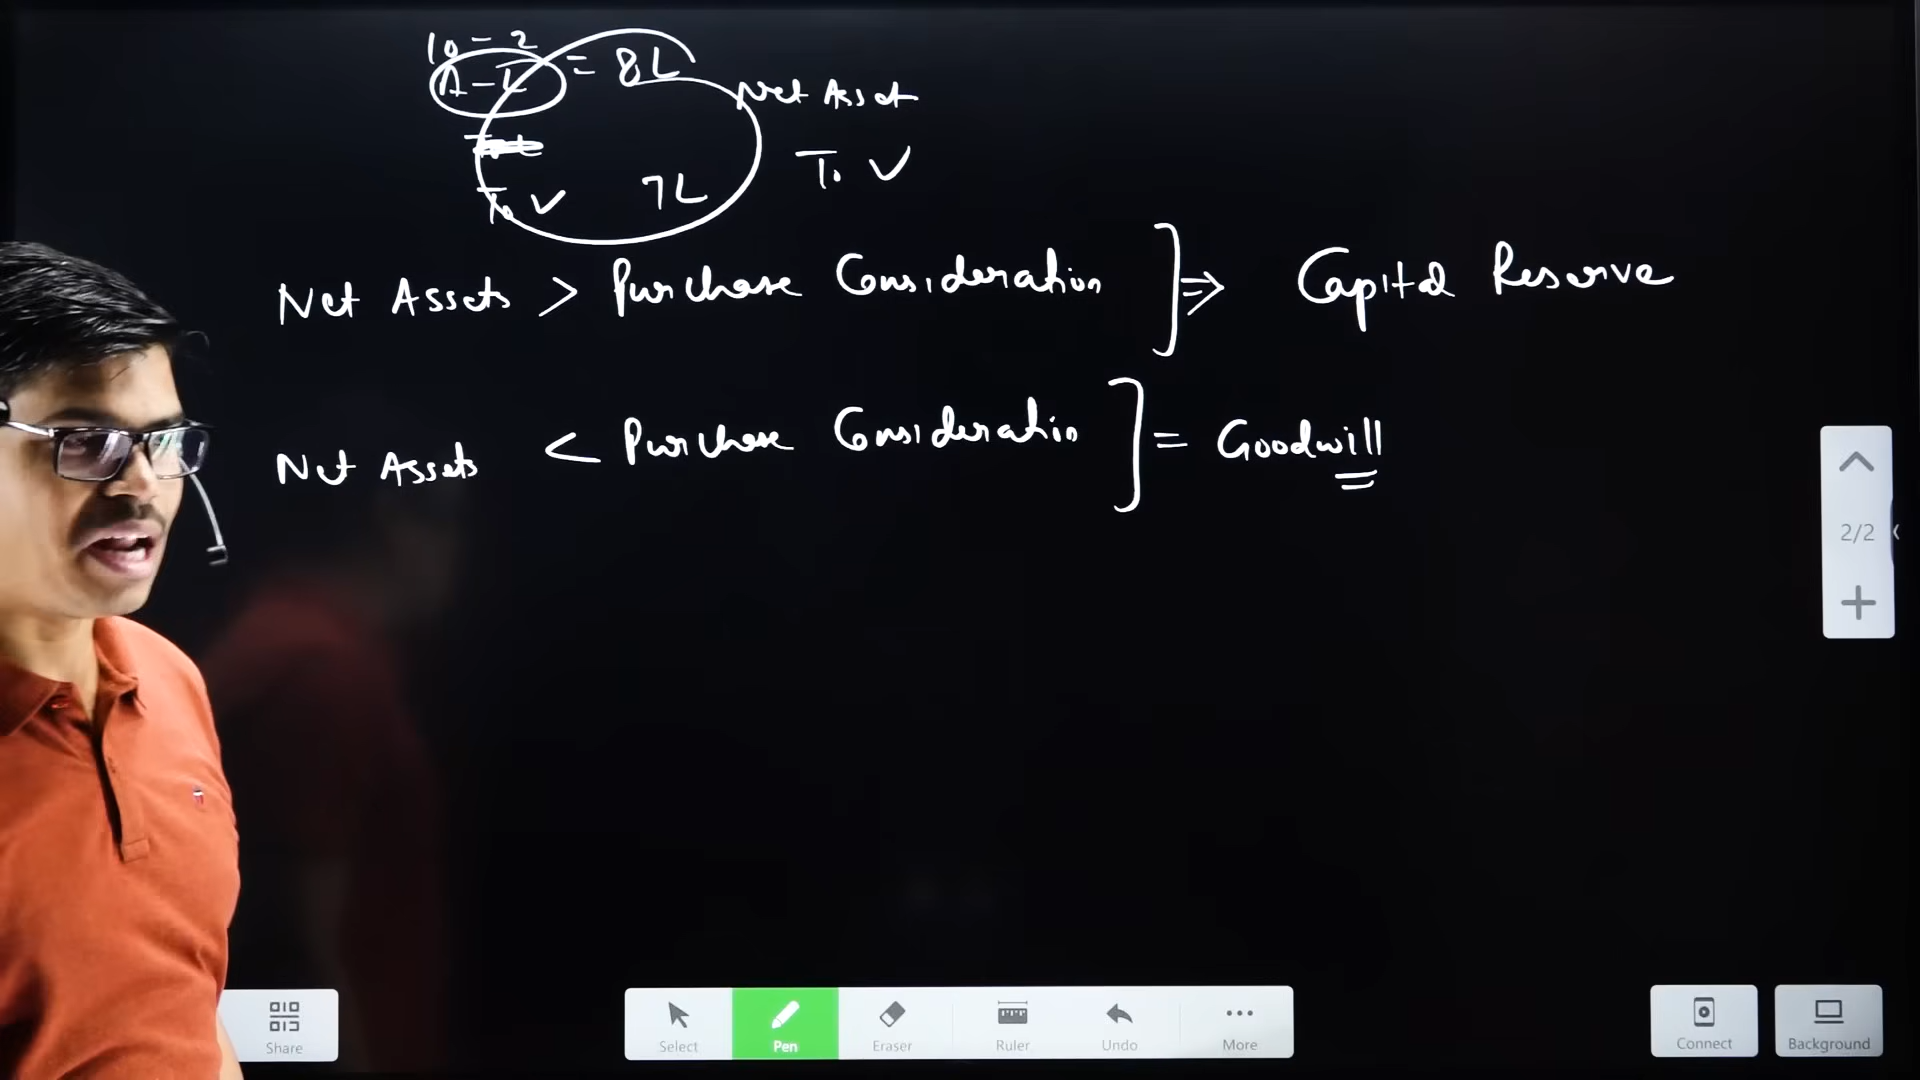 10 - 2
A - L = 8L
Net Asset
To ✓
To ✓ 7L
Net Assets > Purchase Consideration ] ⇒ Capital Reserve
Net Assets < Purchase Consideration ] = Goodwill
2/2
Share
Select
Pen
Eraser
Ruler
Undo
More
Connect
Background